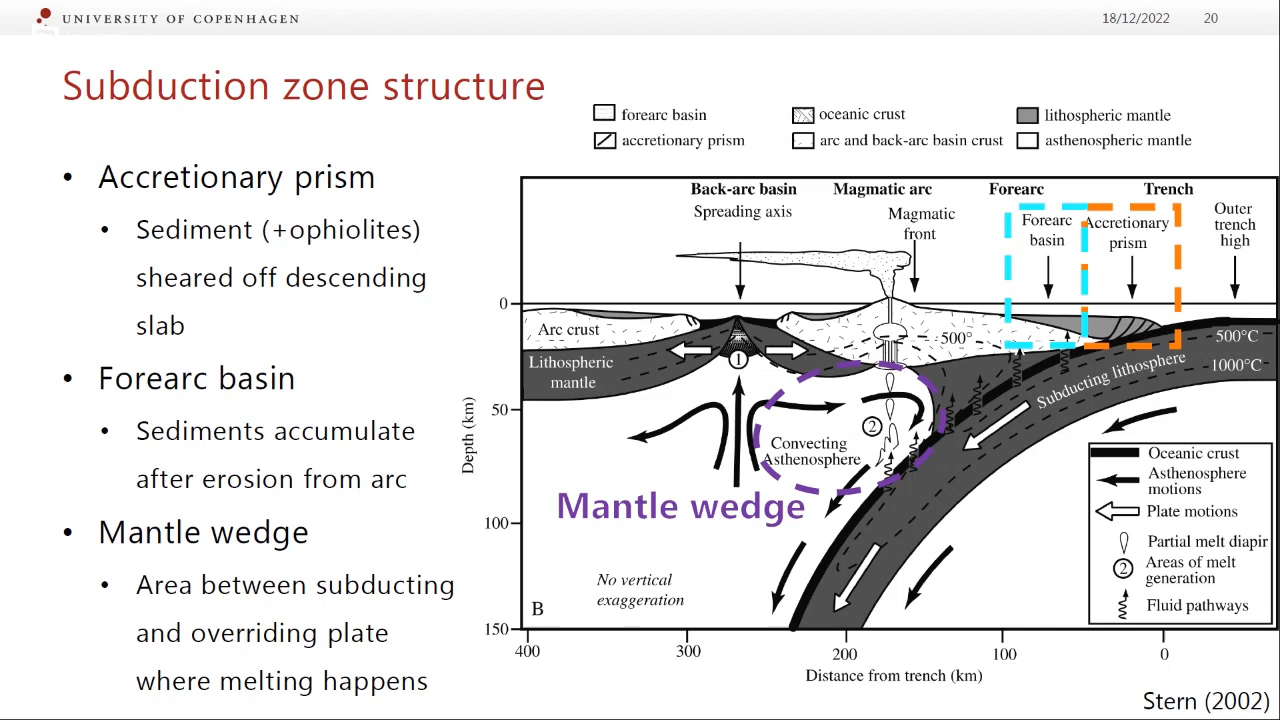 UNIVERSITY OF COPENHAGEN
18/12/2022 20
Subduction zone structure
• Accretionary prism
• Sediment (+ophiolites)
sheared off descending
slab
• Forearc basin
• Sediments accumulate
after erosion from arc
• Mantle wedge
• Area between subducting
and overriding plate
where melting happens
forearc basin
oceanic crust
lithospheric mantle
accretionary prism
arc and back-arc basin crust
asthenospheric mantle
Back-arc basin
Magmatic arc
Forearc
Trench
Spreading axis
Magmatic
front
Forearc
basin
Accretionary
prism
Outer
trench
high
0
50
100
150
Depth (km)
Arc crust
Lithospheric
mantle
1
500°
500°C
1000°C
Subducting lithosphere
2
Convecting
Asthenosphere
Mantle wedge
No vertical
exaggeration
B
Oceanic crust
Asthenosphere
motions
Plate motions
Partial melt diapir
2
Areas of melt
generation
Fluid pathways
400
300
200
100
0
Distance from trench (km)
Stern (2002)